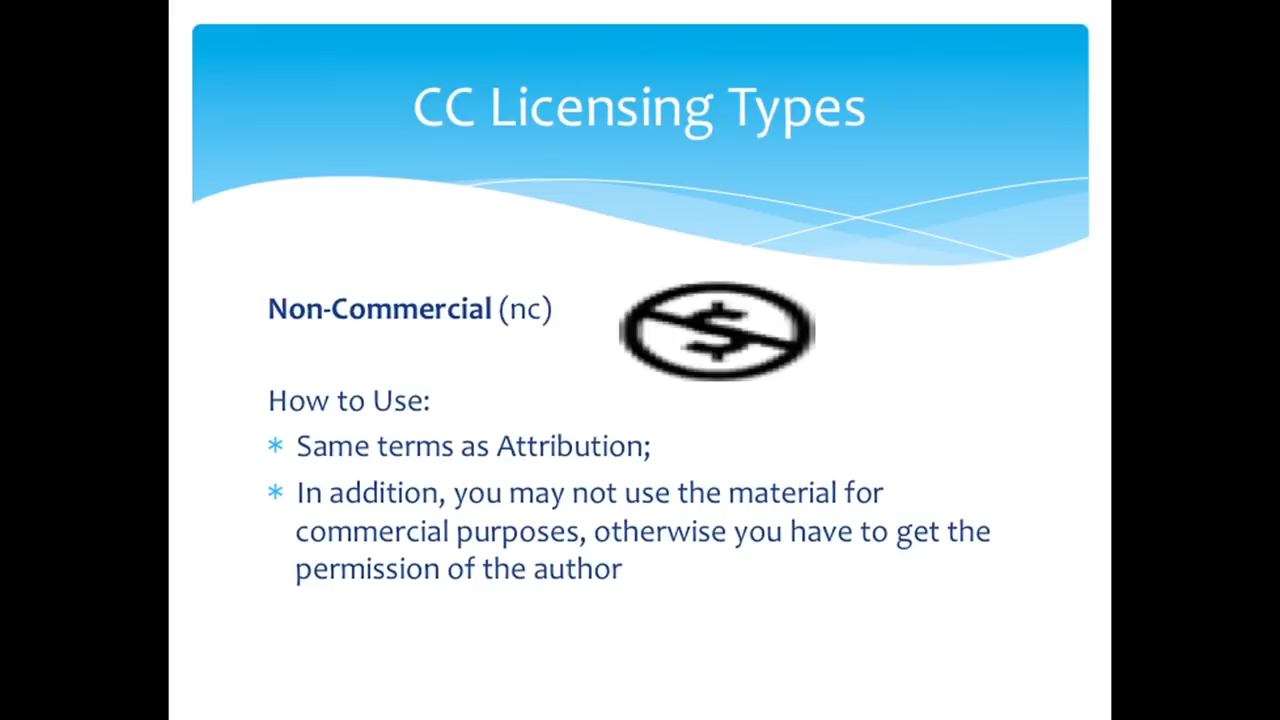 CC Licensing Types
Non-Commercial (nc)
How to Use:
* Same terms as Attribution;
* In addition, you may not use the material for
commercial purposes, otherwise you have to get the
permission of the author